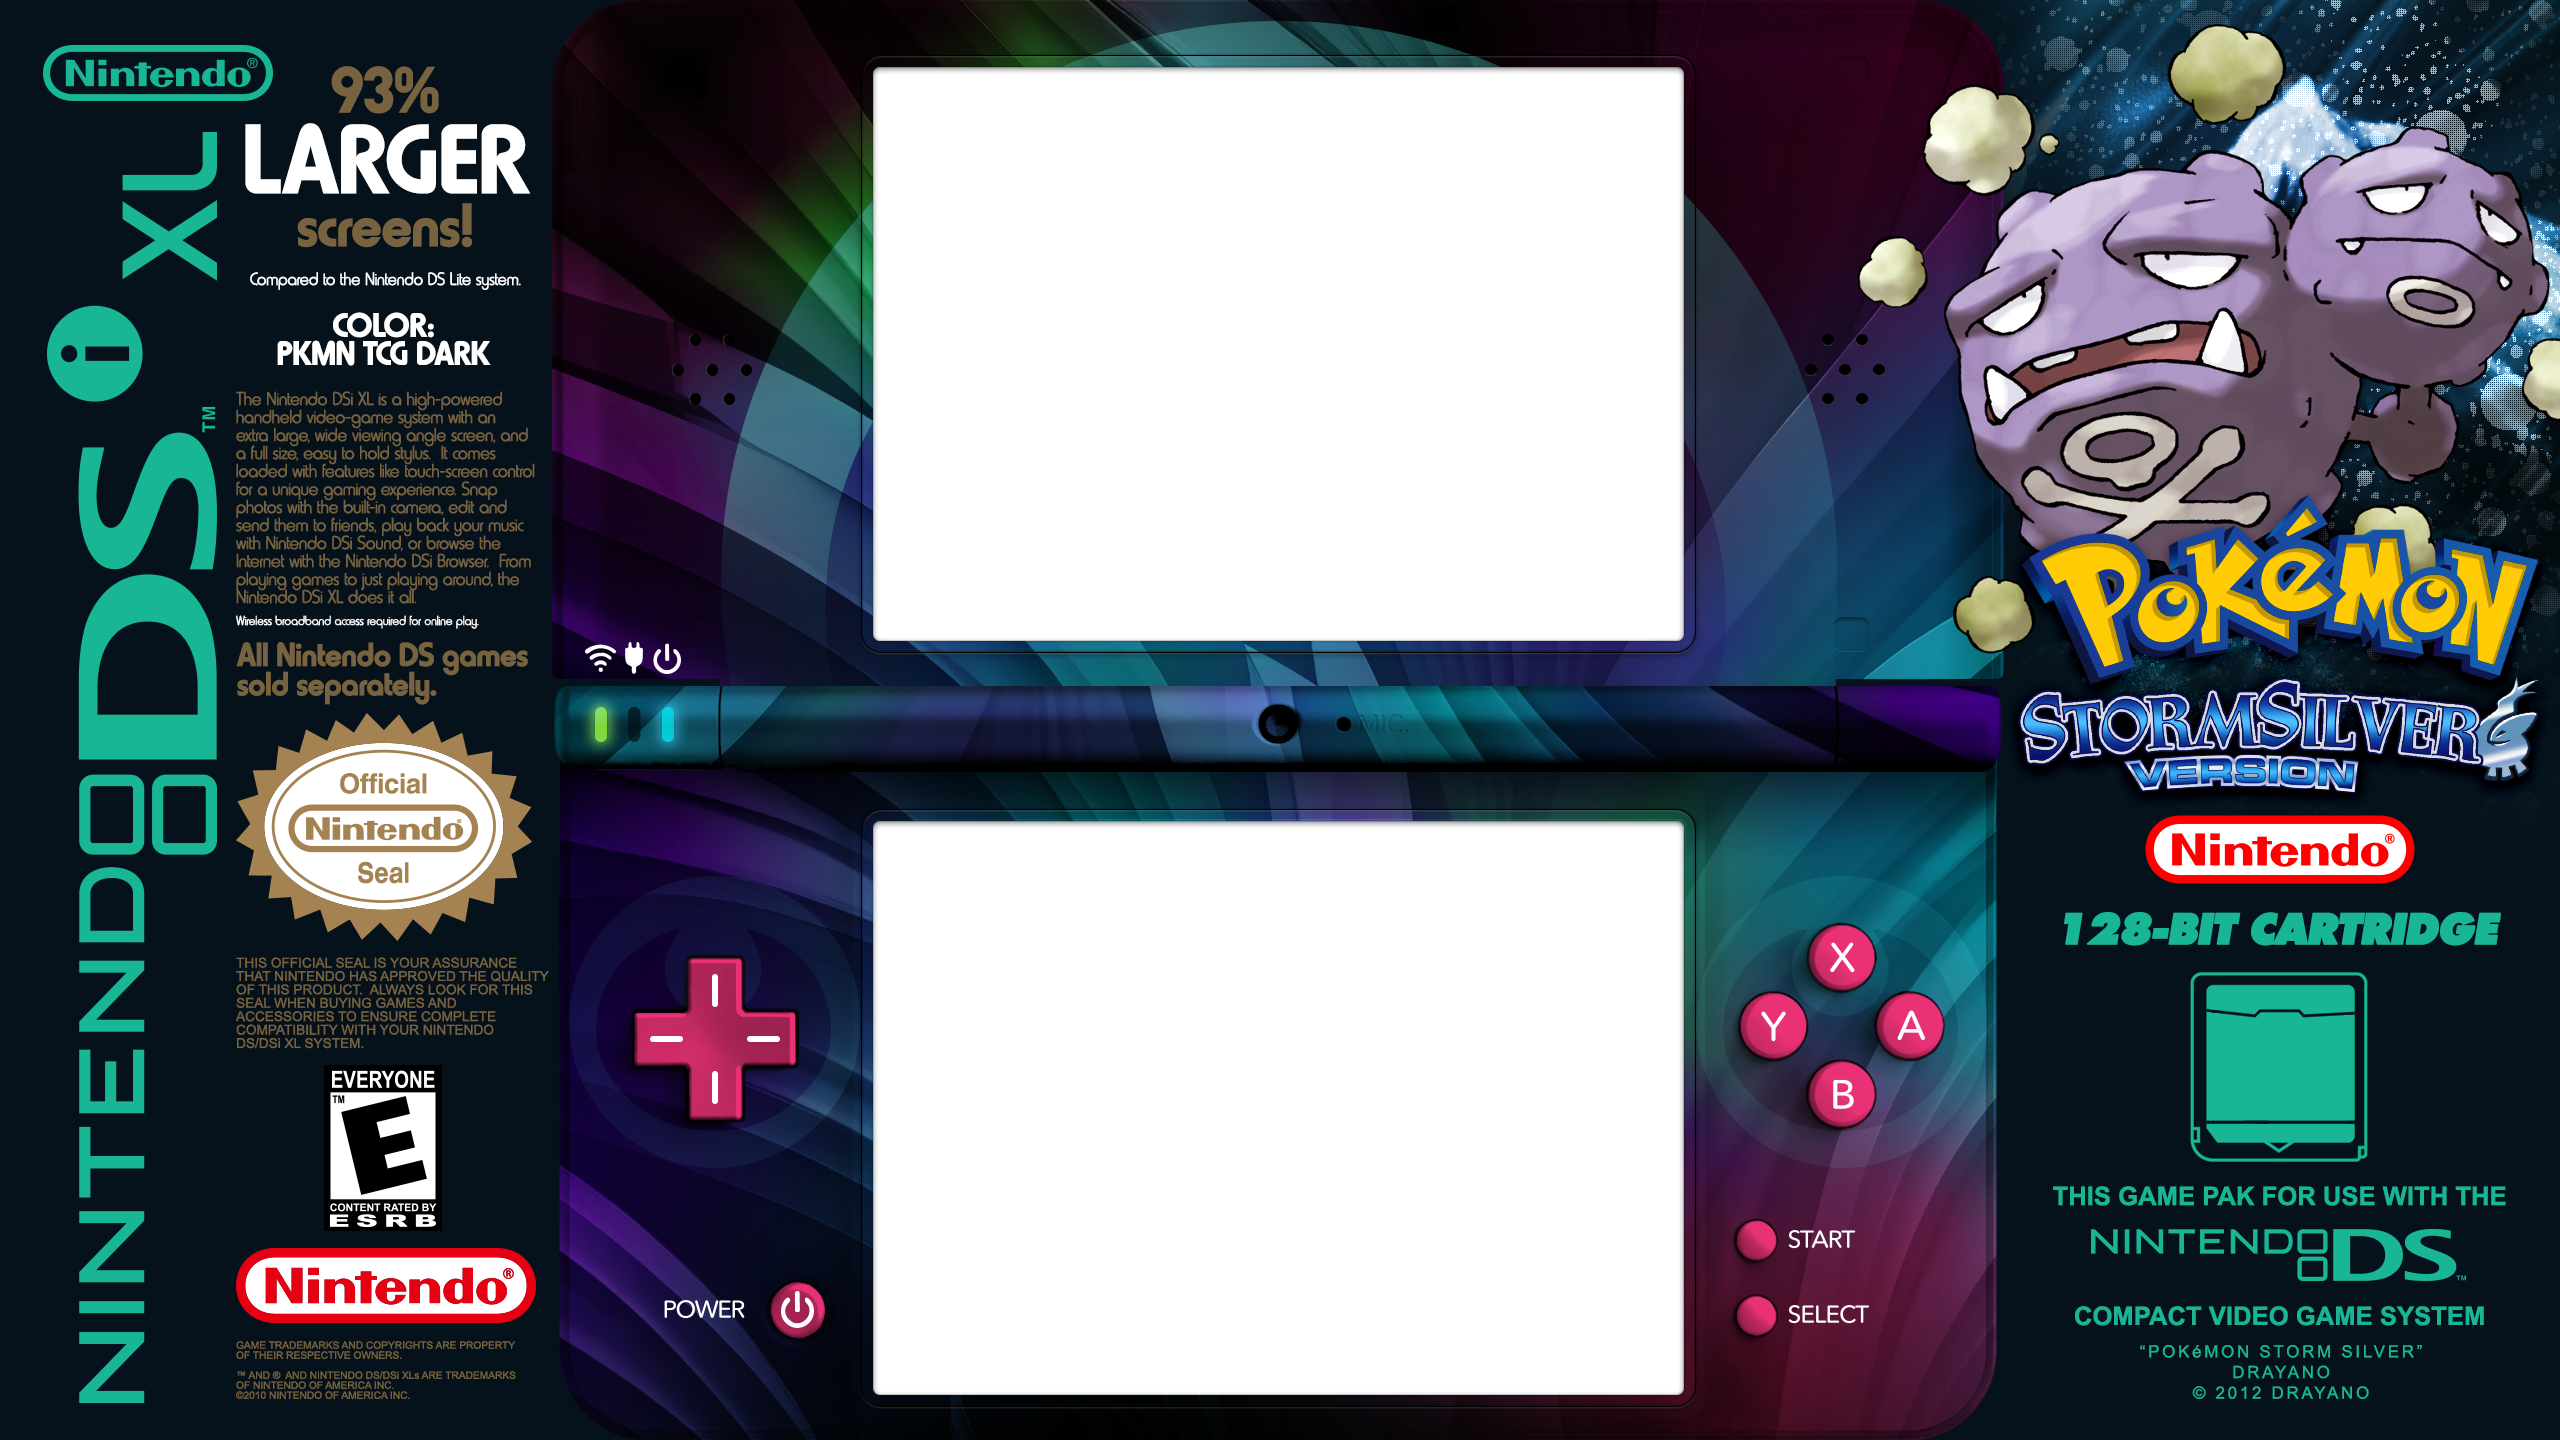 Nintendo®
NINTENDO DSi XL™
93%
LARGER
screens!
Compared to the Nintendo DS Lite system.
COLOR:
PKMN TCG DARK
The Nintendo DSi XL is a high-powered
handheld video-game system with an
extra large, wide viewing angle screen, and
a full size, easy to hold stylus.  It comes
loaded with features like touch-screen control
for a unique gaming experience. Snap
photos with the built-in camera, edit and
send them to friends, play back your music
with Nintendo DSi Sound, or browse the
Internet with the Nintendo DSi Browser.  From
playing games to just playing around, the
Nintendo DSi XL does it all.
Wireless broadband access required for online play.
All Nintendo DS games
sold separately.
Official
Nintendo®
Seal
THIS OFFICIAL SEAL IS YOUR ASSURANCE
THAT NINTENDO HAS APPROVED THE QUALITY
OF THIS PRODUCT.  ALWAYS LOOK FOR THIS
SEAL WHEN BUYING GAMES AND
ACCESSORIES TO ENSURE COMPLETE
COMPATIBILITY WITH YOUR NINTENDO
DS/DSi XL SYSTEM.
EVERYONE
™
E
CONTENT RATED BY
ESRB
Nintendo®
GAME TRADEMARKS AND COPYRIGHTS ARE PROPERTY
OF THEIR RESPECTIVE OWNERS.
™ AND ® AND NINTENDO DS/DSi XLs ARE TRADEMARKS
OF NINTENDO OF AMERICA INC.
©2010 NINTENDO OF AMERICA INC.
MIC.
POWER
X
Y
A
B
START
SELECT
POKéMON
STORMSILVER
VERSION
Nintendo®
128-BIT CARTRIDGE
THIS GAME PAK FOR USE WITH THE
NINTENDO DS™
COMPACT VIDEO GAME SYSTEM
“POKéMON STORM SILVER”
DRAYANO
© 2012 DRAYANO